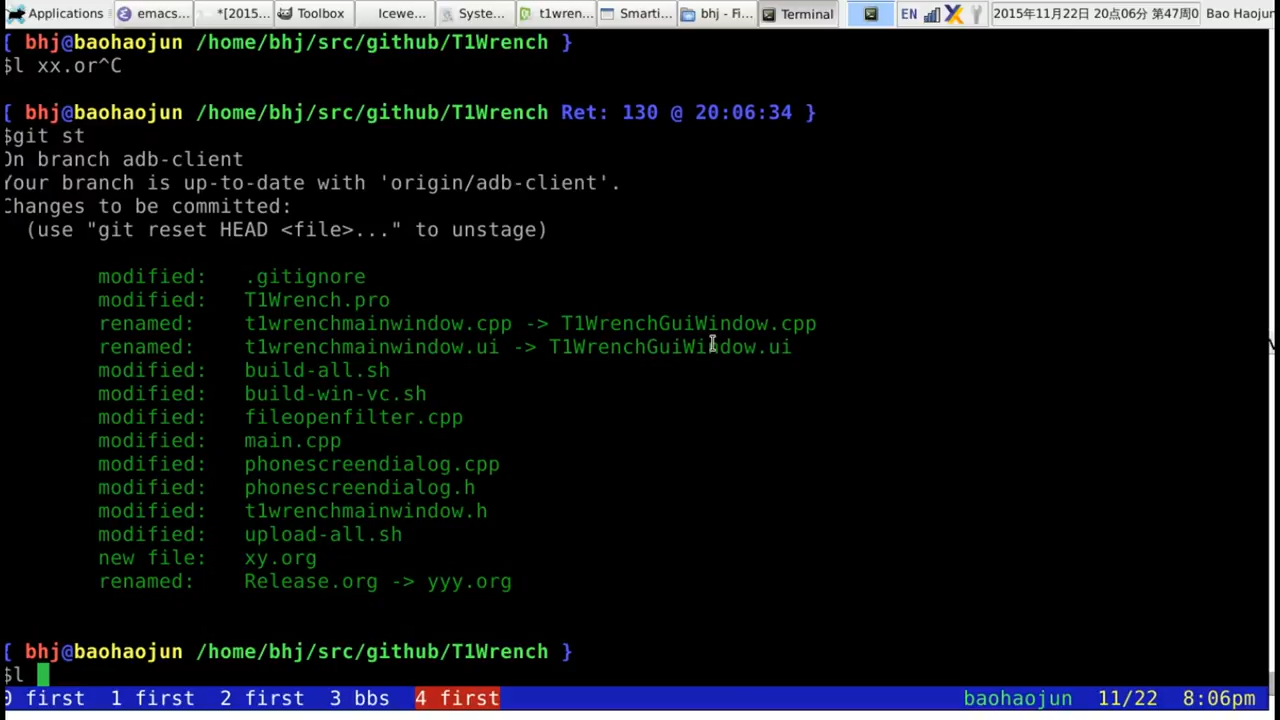 Applications emacs... *[2015... Toolbox Icewe... Syste... t1wren... Smarti... bhj - Fi... Terminal EN 2015年11月22日 20点06分 第47周0 Bao Haojun
[ bhj@baohaojun /home/bhj/src/github/T1Wrench }
$l xx.or^C
[ bhj@baohaojun /home/bhj/src/github/T1Wrench Ret: 130 @ 20:06:34 }
$git st
On branch adb-client
Your branch is up-to-date with 'origin/adb-client'.
Changes to be committed:
(use "git reset HEAD <file>..." to unstage)
modified: .gitignore
modified: T1Wrench.pro
renamed: t1wrenchmainwindow.cpp -> T1WrenchGuiWindow.cpp
renamed: t1wrenchmainwindow.ui -> T1WrenchGuiWindow.ui
modified: build-all.sh
modified: build-win-vc.sh
modified: fileopenfilter.cpp
modified: main.cpp
modified: phonescreendialog.cpp
modified: phonescreendialog.h
modified: t1wrenchmainwindow.h
modified: upload-all.sh
new file: xy.org
renamed: Release.org -> yyy.org
[ bhj@baohaojun /home/bhj/src/github/T1Wrench }
$l
0 first 1 first 2 first 3 bbs 4 first baohaojun 11/22 8:06pm